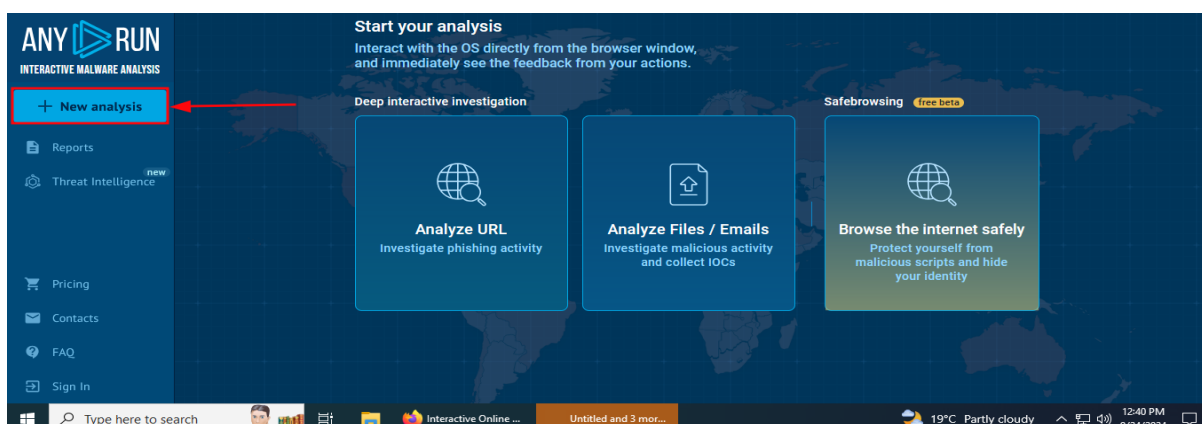 ANY RUN
INTERACTIVE MALWARE ANALYSIS
+ New analysis
Reports
Threat Intelligence new
Pricing
Contacts
FAQ
Sign In
Start your analysis
Interact with the OS directly from the browser window,
and immediately see the feedback from your actions.
Deep interactive investigation
Analyze URL
Investigate phishing activity
Analyze Files / Emails
Investigate malicious activity
and collect IOCs
Safebrowsing free beta
Browse the internet safely
Protect yourself from
malicious scripts and hide
your identity
Type here to search
Interactive Online ...
Untitled and 3 mor...
19°C Partly cloudy
12:40 PM